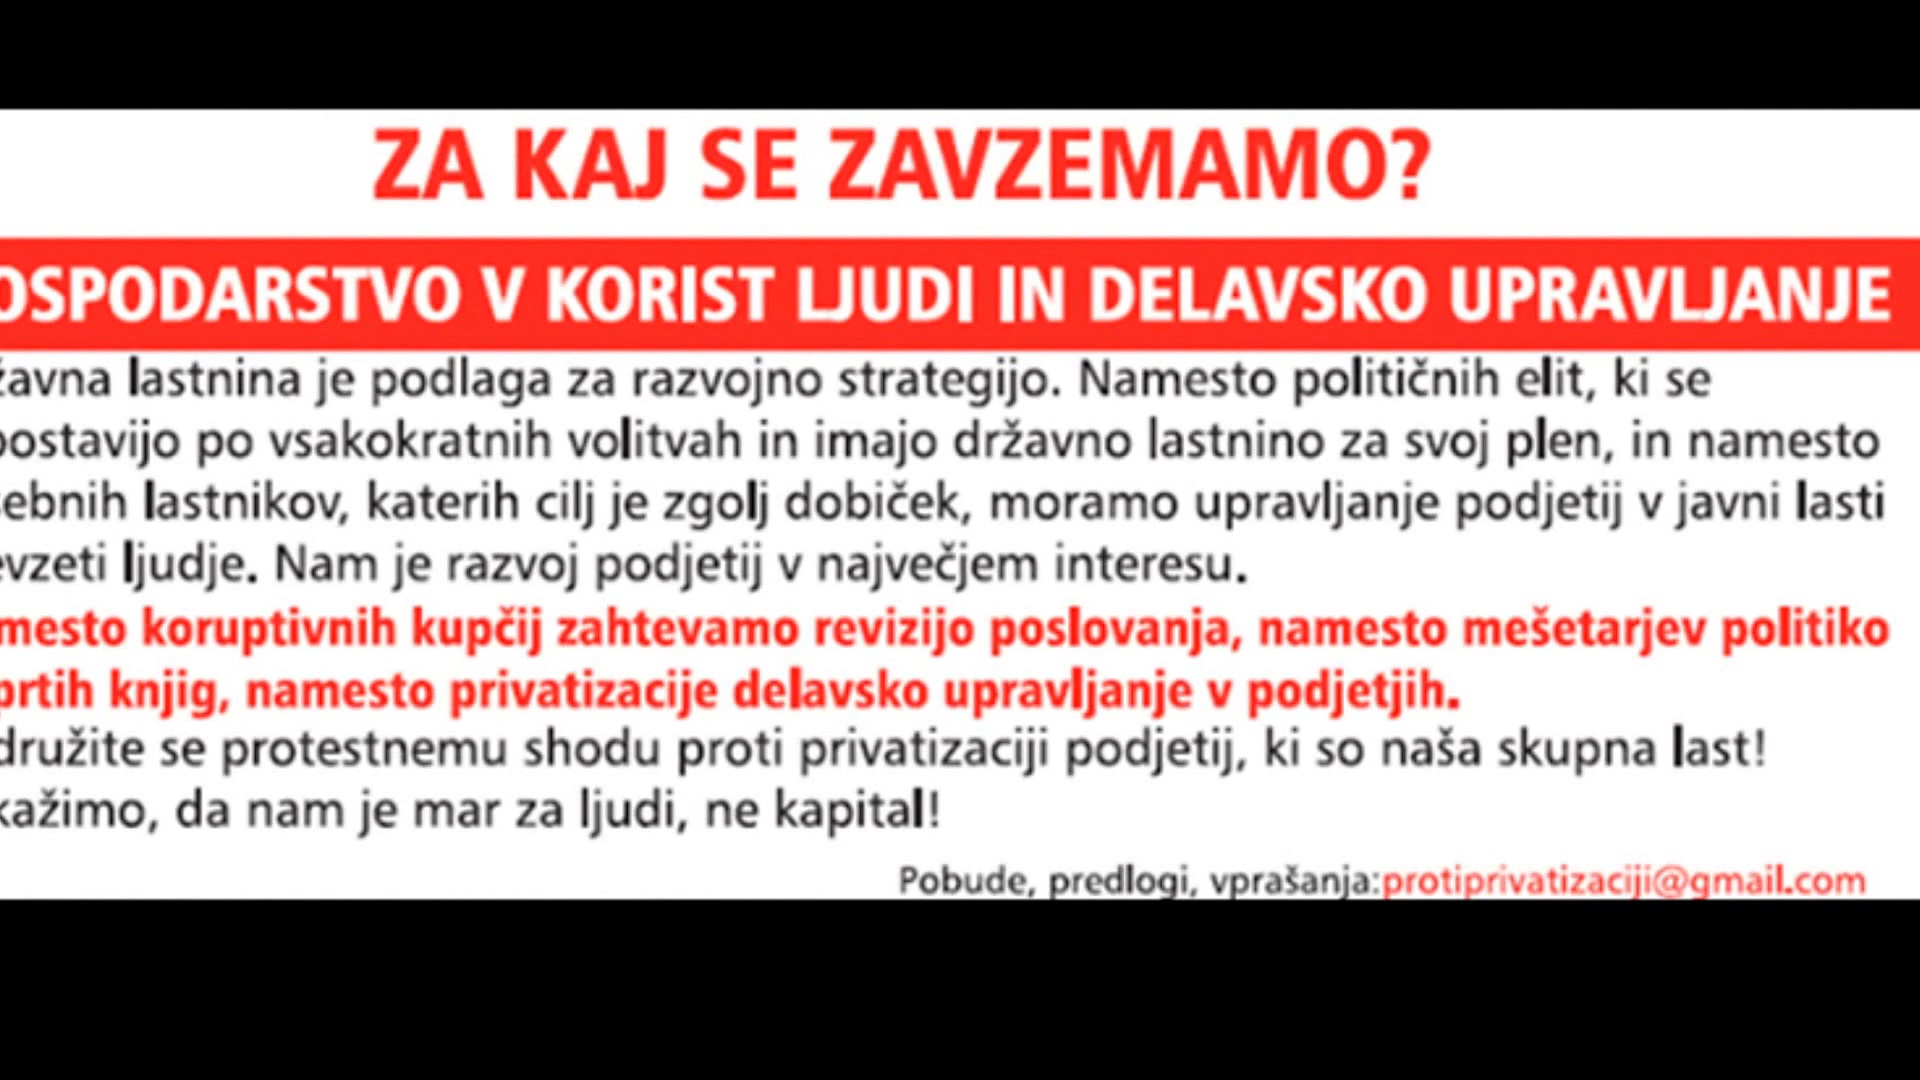 ZA KAJ SE ZAVZEMAMO?
OSPODARSTVO V KORIST LJUDI IN DELAVSKO UPRAVLJANJE
žavna lastnina je podlaga za razvojno strategijo. Namesto političnih elit, ki se
postavijo po vsakokratnih volitvah in imajo državno lastnino za svoj plen, in namesto
ebnih lastnikov, katerih cilj je zgolj dobiček, moramo upravljanje podjetij v javni lasti
evzeti ljudje. Nam je razvoj podjetij v največjem interesu.
mesto koruptivnih kupčij zahtevamo revizijo poslovanja, namesto mešetarjev politiko
prtih knjig, namesto privatizacije delavsko upravljanje v podjetjih.
družite se protestnemu shodu proti privatizaciji podjetij, ki so naša skupna last!
kažimo, da nam je mar za ljudi, ne kapital!
Pobude, predlogi, vprašanja:protiprivatizaciji@gmail.com